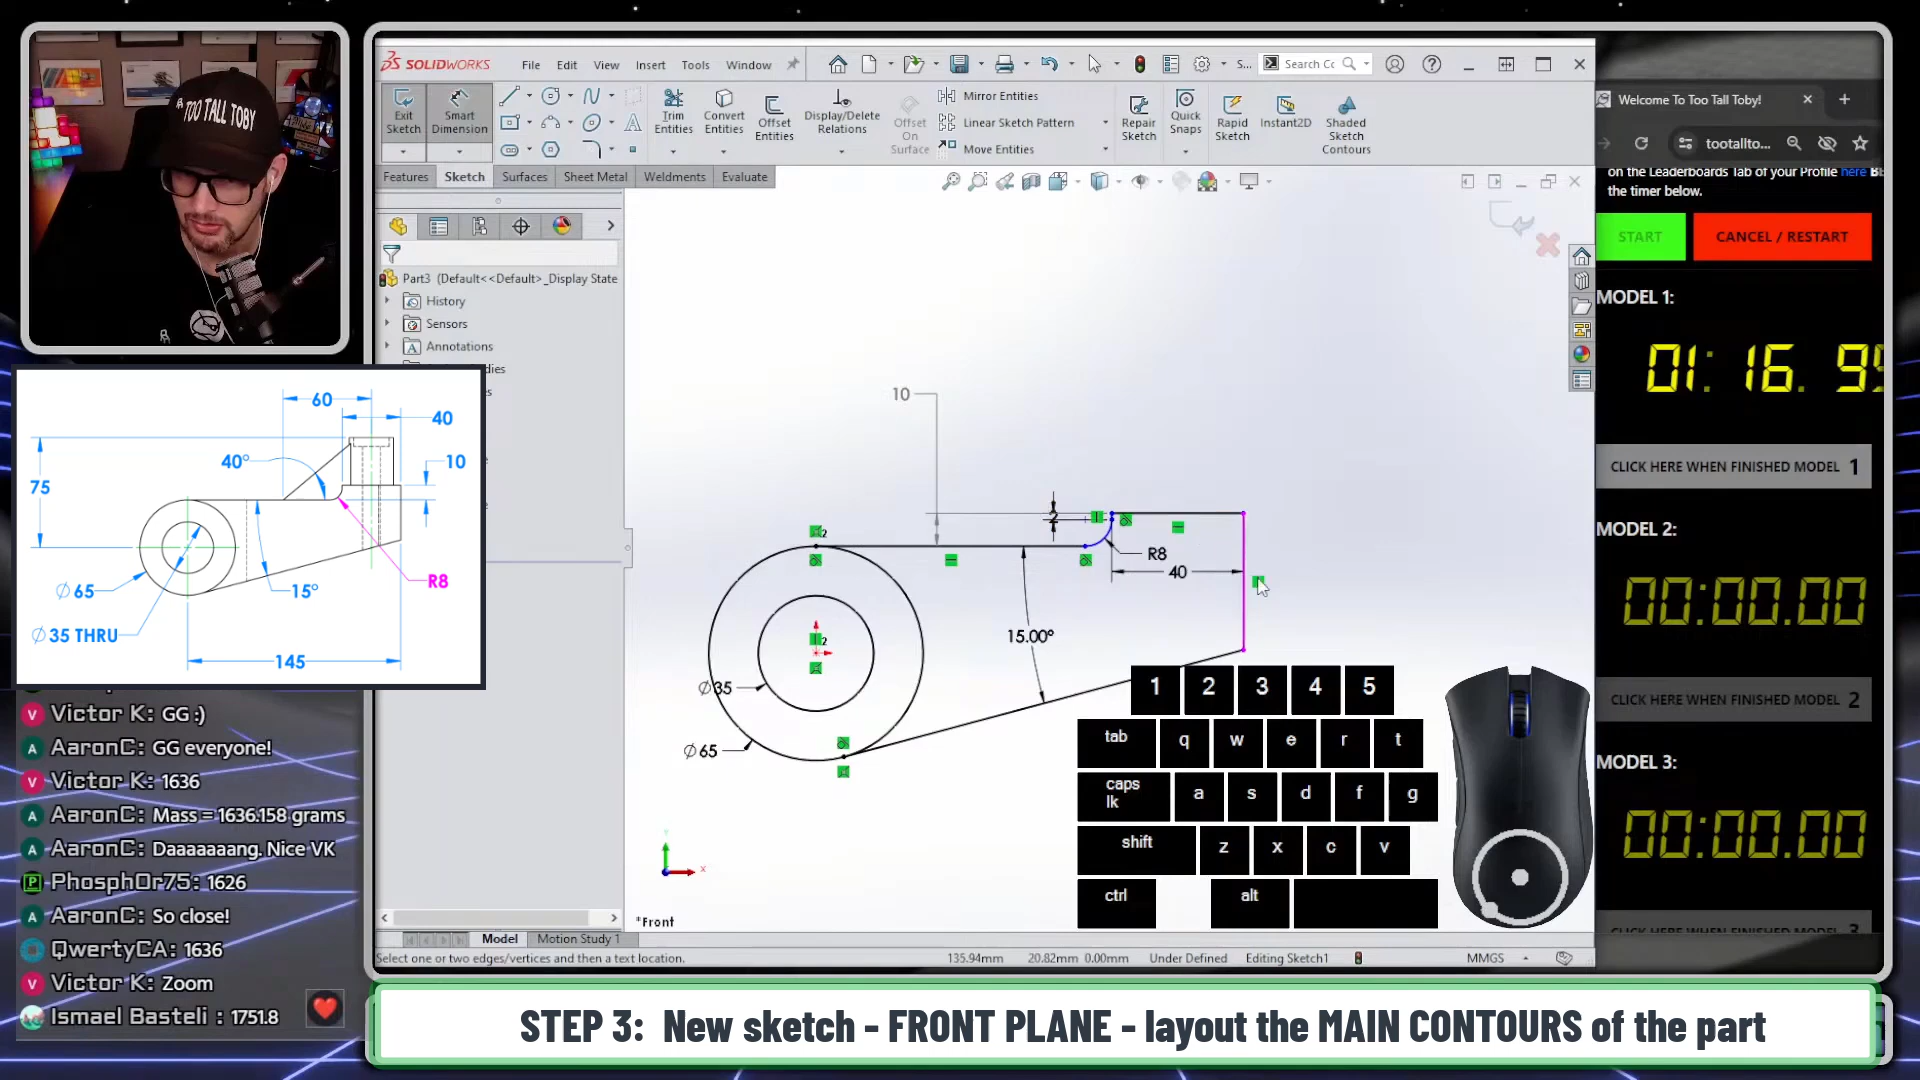 TOO TALL TOBY
SOLIDWORKS
File Edit View Insert Tools Window
S...
Search Cc
Exit Sketch
Smart Dimension
Trim Entities
Convert Entities
Offset Entities
Display/Delete Relations
Offset On Surface
Mirror Entities
Linear Sketch Pattern
Move Entities
Repair Sketch
Quick Snaps
Rapid Sketch
Instant2D
Shaded Sketch Contours
Features Sketch Surfaces Sheet Metal Weldments Evaluate
Part3 (Default<<Default>_Display State
History
Sensors
Annotations
60
40
40°
10
75
Ø 65
15°
R8
Ø 35 THRU
145
10
2
R8
40
15.00°
Ø35
Ø65
*Front
Model Motion Study 1
Select one or two edges/vertices and then a text location.
135.94mm 20.82mm 0.00mm Under Defined Editing Sketch1
MMGS
1 2 3 4 5
tab q w e r t
caps lk a s d f g
shift z x c v
ctrl alt
Welcome To Too Tall Toby!
tootallto...
on the Leaderboards Tab of your Profile here
the timer below.
START
CANCEL / RESTART
MODEL 1:
01: 16. 95
CLICK HERE WHEN FINISHED MODEL 1
MODEL 2:
00:00.00
CLICK HERE WHEN FINISHED MODEL 2
MODEL 3:
00:00.00
Victor K: GG :)
AaronC: GG everyone!
Victor K: 1636
AaronC: Mass = 1636.158 grams
AaronC: Daaaaaaang. Nice VK
PhosphOr75: 1626
AaronC: So close!
QwertyCA: 1636
Victor K: Zoom
Ismael Basteli : 1751.8
STEP 3: New sketch - FRONT PLANE - layout the MAIN CONTOURS of the part